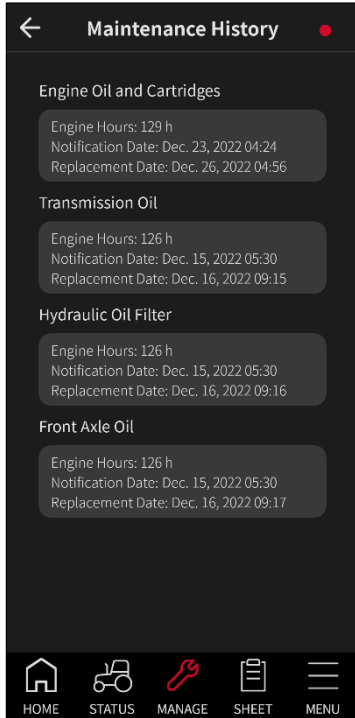 Maintenance History
Engine Oil and Cartridges
Engine Hours: 129 h
Notification Date: Dec. 23, 2022 04:24
Replacement Date: Dec. 26, 2022 04:56
Transmission Oil
Engine Hours: 126 h
Notification Date: Dec. 15, 2022 05:30
Replacement Date: Dec. 16, 2022 09:15
Hydraulic Oil Filter
Engine Hours: 126 h
Notification Date: Dec. 15, 2022 05:30
Replacement Date: Dec. 16, 2022 09:16
Front Axle Oil
Engine Hours: 126 h
Notification Date: Dec. 15, 2022 05:30
Replacement Date: Dec. 16, 2022 09:17
HOME STATUS MANAGE SHEET MENU